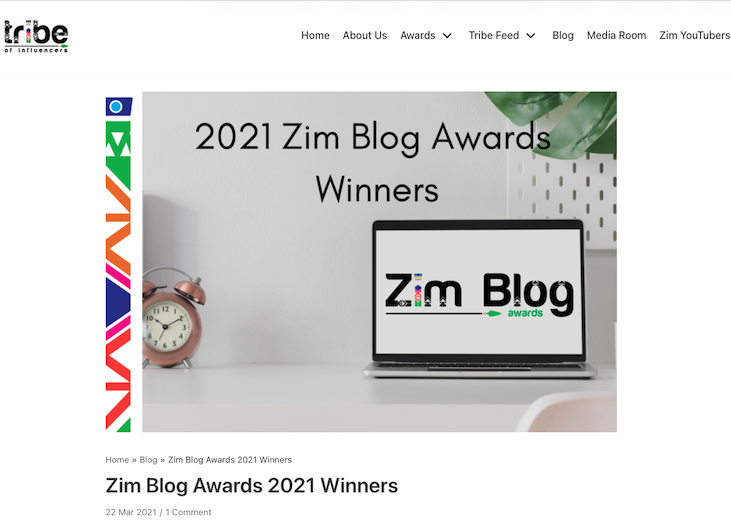 tribe
of influencers
Home About Us Awards Tribe Feed Blog Media Room Zim YouTubers
2021 Zim Blog Awards
Winners
Zim Blog
awards
Home » Blog » Zim Blog Awards 2021 Winners
Zim Blog Awards 2021 Winners
22 Mar 2021 / 1 Comment